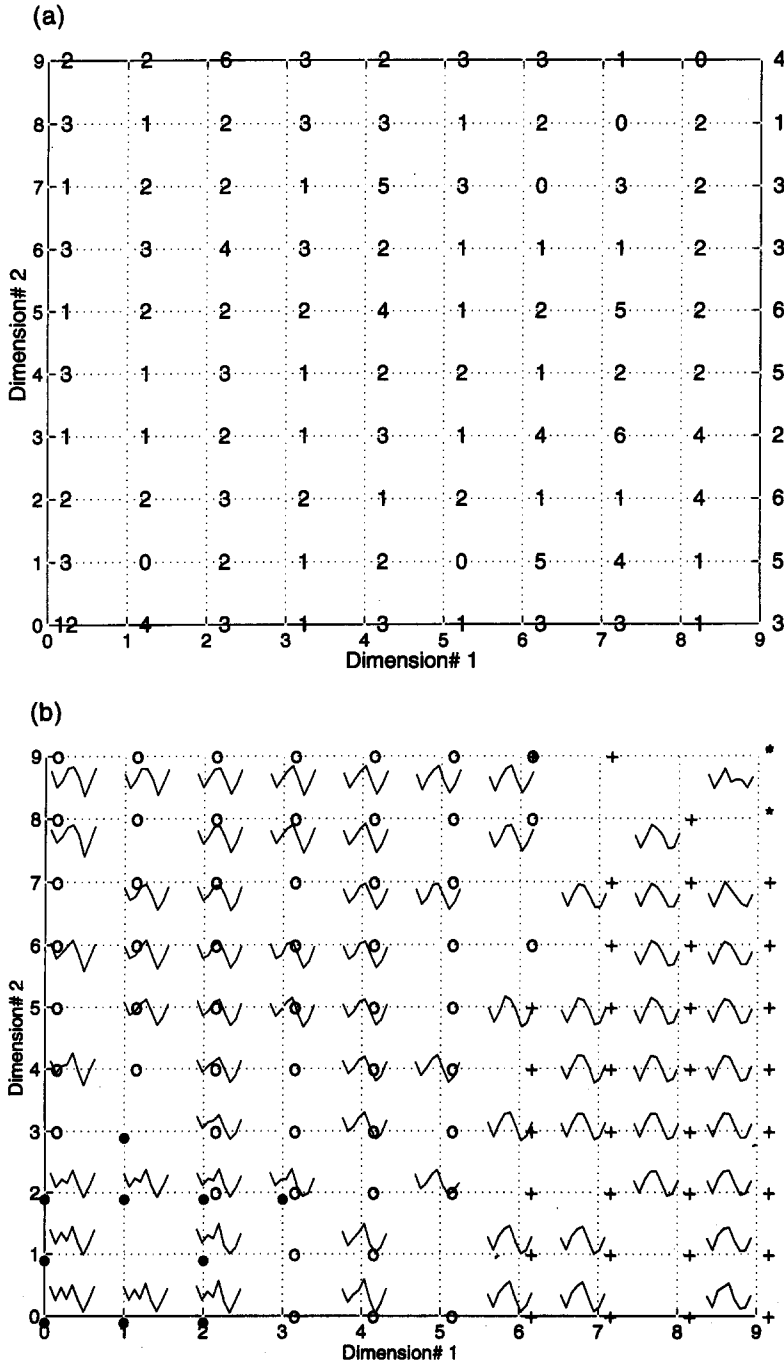 (a)
9 2 2 6 3 2 3 3 1 0 4
8 3 1 2 3 3 1 2 0 2 1
7 1 2 2 1 5 3 0 3 2 3
6 3 3 4 3 2 1 1 1 2 3
5 1 2 2 2 4 1 2 5 2 6
4 3 1 3 1 2 2 1 2 2 5
3 1 1 2 1 3 1 4 6 4 2
2 2 2 3 2 1 2 1 1 4 6
1 3 0 2 1 2 0 5 4 1 5
0 12 4 3 1 3 1 3 3 1 3
0 1 2 3 4 5 6 7 8 9
Dimension# 1
Dimension# 2
(b)
9
8
7
6
5
4
3
2
1
0
0 1 2 3 4 5 6 7 8 9
Dimension# 1
Dimension# 2